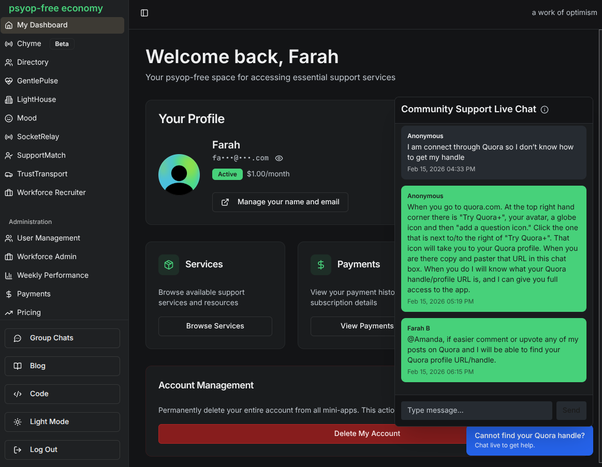 psyop-free economy
My Dashboard
Chyme Beta
Directory
GentlePulse
LightHouse
Mood
SocketRelay
SupportMatch
TrustTransport
Workforce Recruiter
Administration
User Management
Workforce Admin
Weekly Performance
Payments
Pricing
Group Chats
Blog
Code
Light Mode
Log Out
a work of optimism
Welcome back, Farah
Your psyop-free space for accessing essential support services
Your Profile
Farah
fa•••@•••.com
Active $1.00/month
Manage your name and email
Services
Browse available support
services and resources
Browse Services
Payments
View your payment histo
subscription details
View Payments
Account Management
Permanently delete your entire account from all mini-apps. This actio
Delete My Account
Community Support Live Chat
Anonymous
I am connect through Quora so I don't know how
to get my handle
Feb 15, 2026 04:33 PM
Anonymous
When you go to quora.com. At the top right hand
corner there is "Try Quora+", your avatar, a globe
icon and then "add a question icon." Click the one
that is next to/to the right of "Try Quora+". That
icon will take you to your Quora profile. When you
are there copy and paster that URL in this chat
box. When you do I will know what your Quora
handle/profile URL is, and I can give you full
access to the app.
Feb 15, 2026 05:19 PM
Farah B
@Amanda, if easier comment or upvote any of my
posts on Quora and I will be able to find your
Quora profile URL/handle.
Feb 15, 2026 06:15 PM
Type message...
Send
Cannot find your Quora handle?
Chat live to get help.